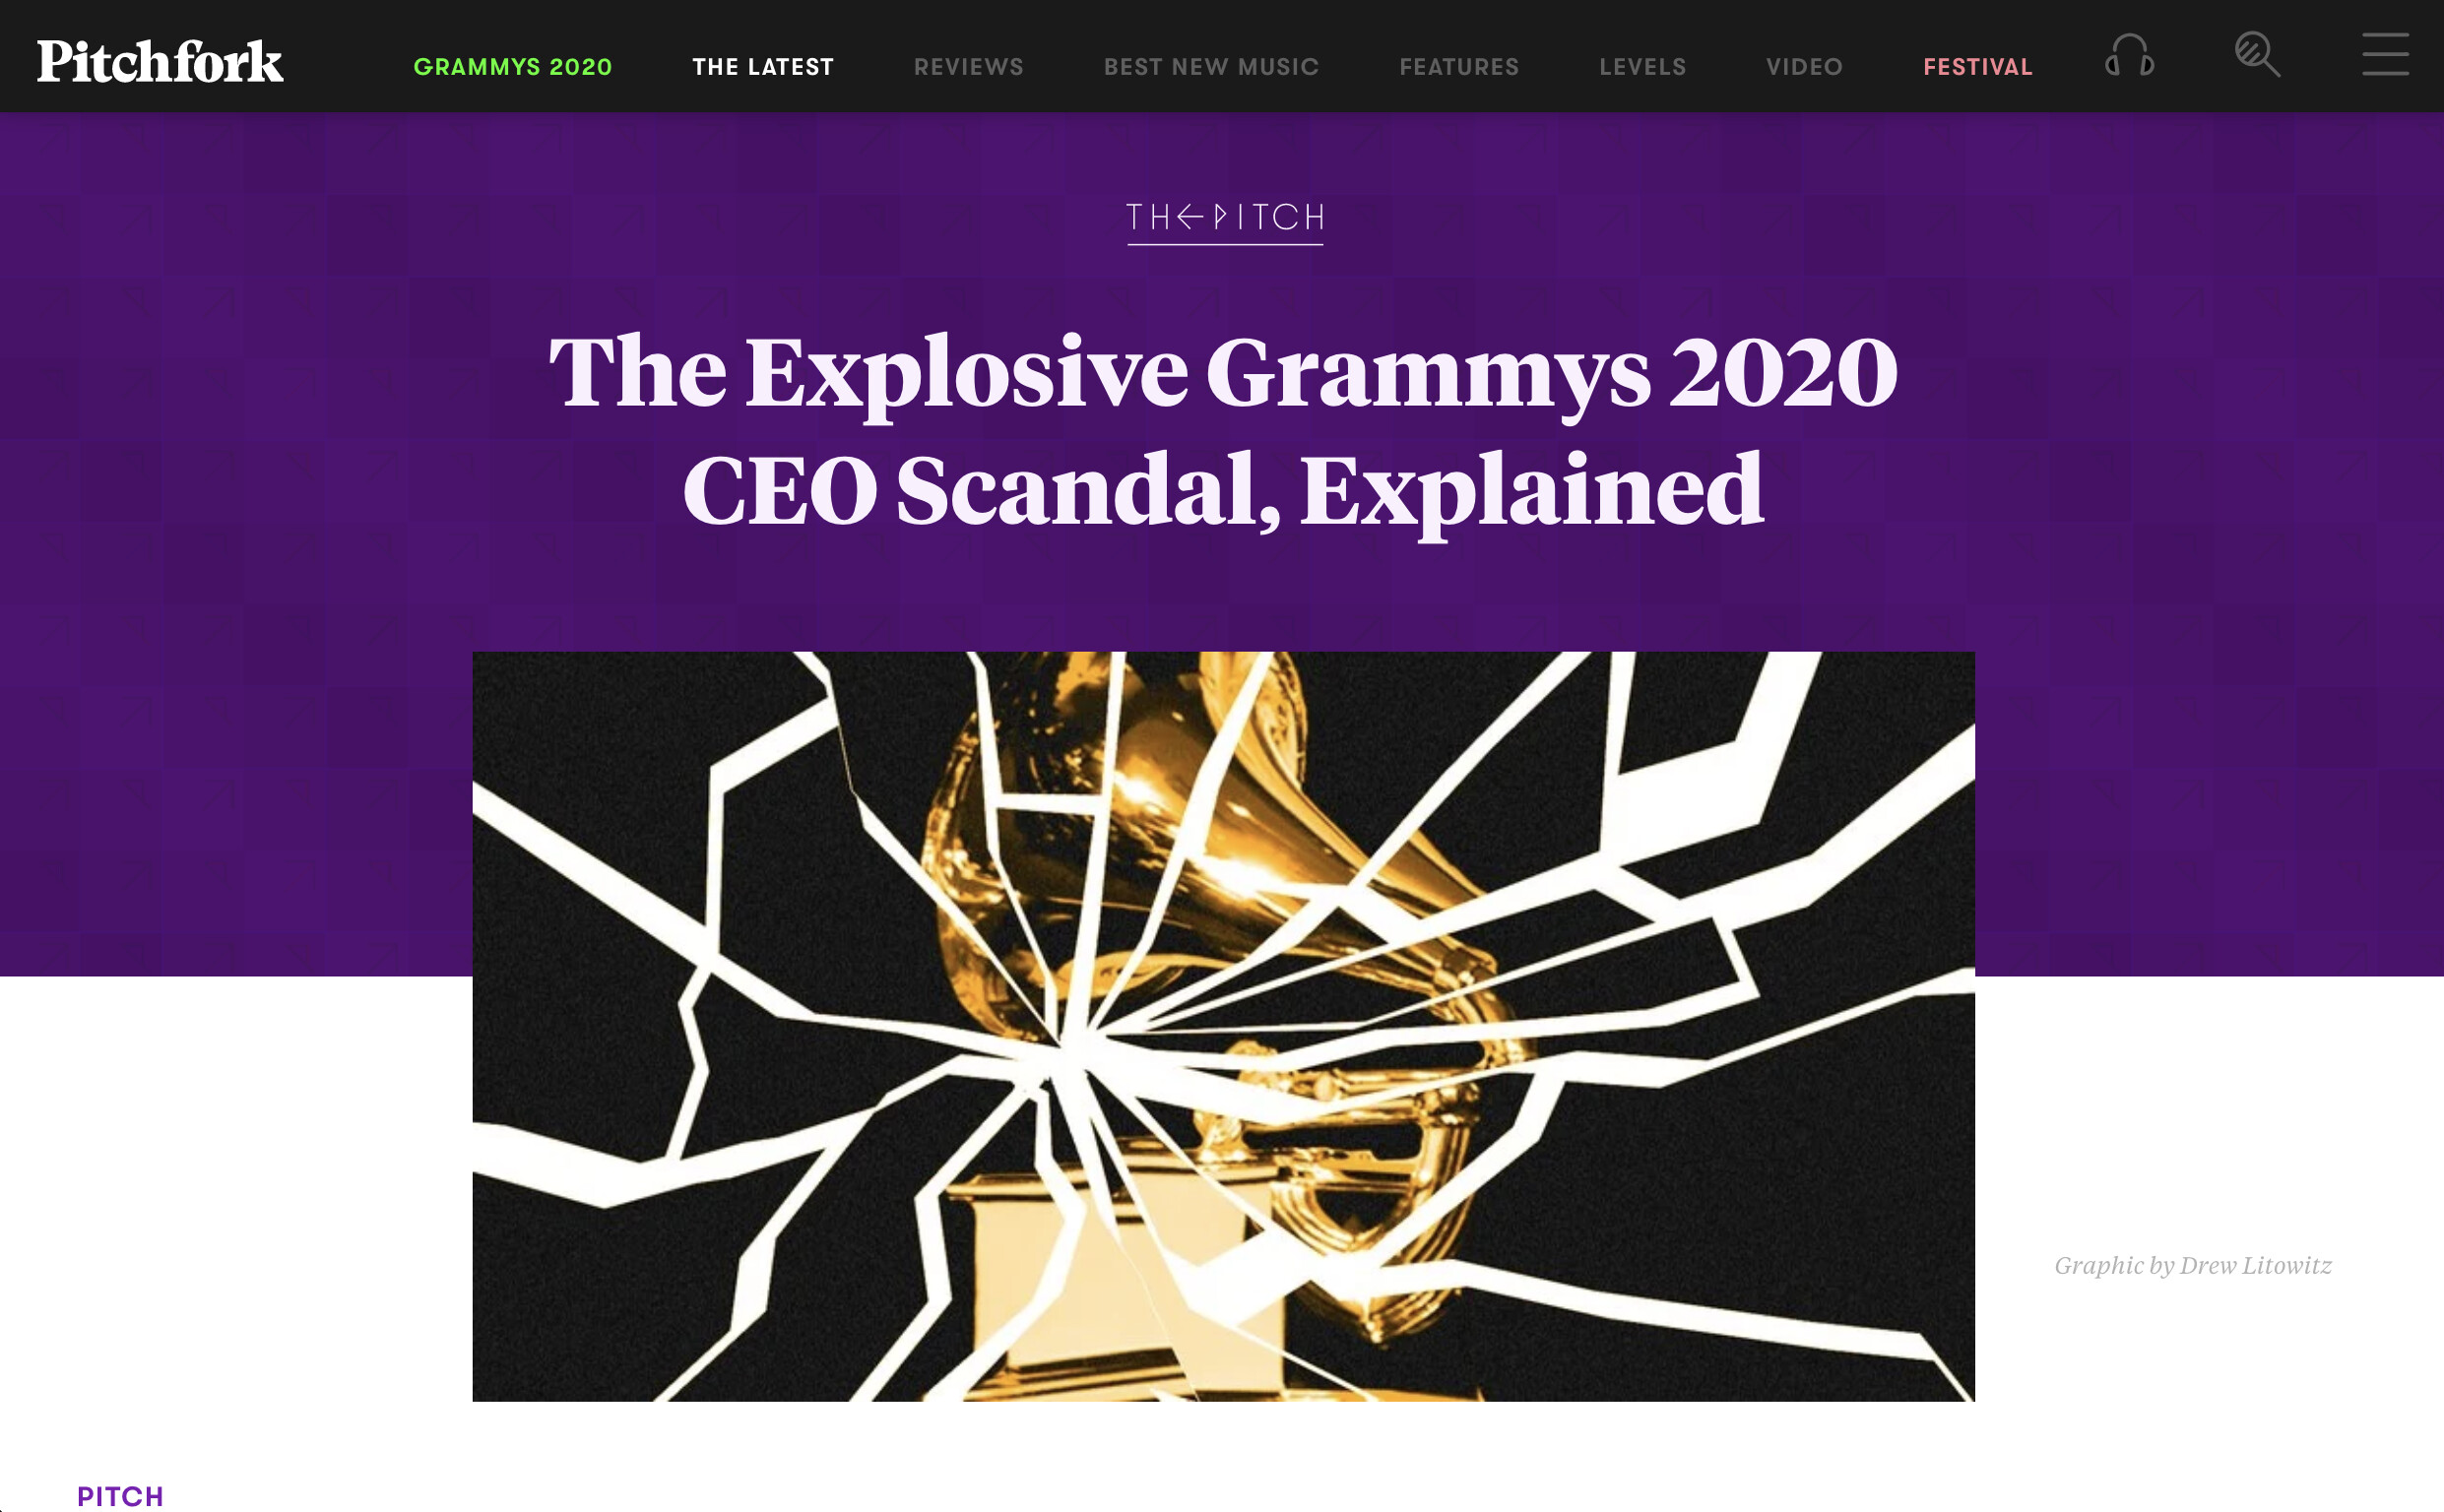 Pitchfork
GRAMMYS 2020
THE LATEST
REVIEWS
BEST NEW MUSIC
FEATURES
LEVELS
VIDEO
FESTIVAL
THE PITCH
The Explosive Grammys 2020
CEO Scandal, Explained
Graphic by Drew Litowitz
PITCH